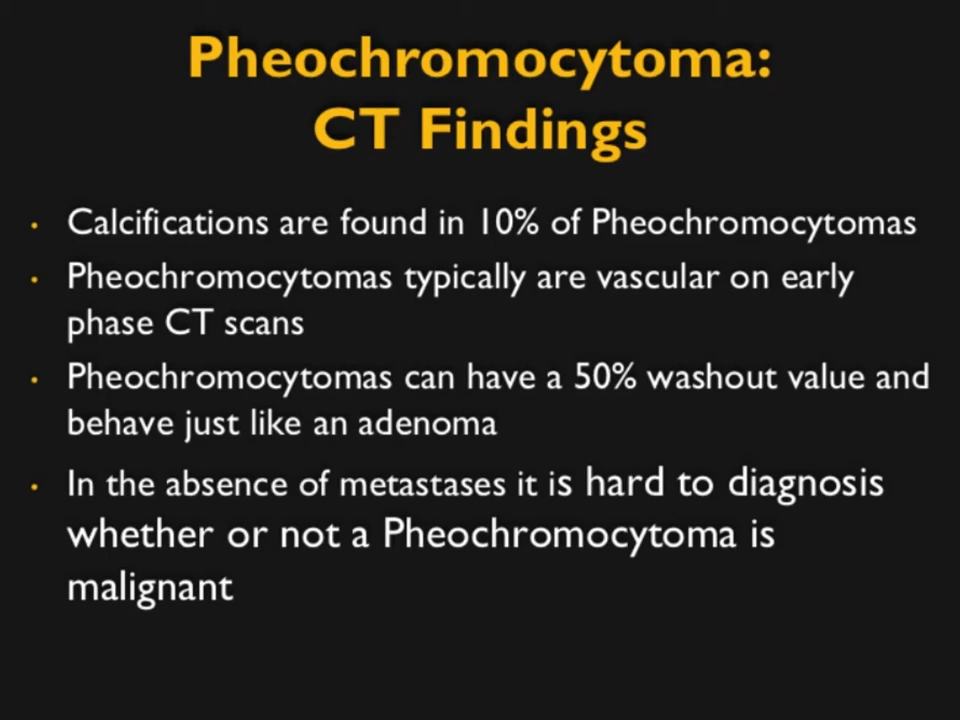 Pheochromocytoma:
CT Findings
• Calcifications are found in 10% of Pheochromocytomas
• Pheochromocytomas typically are vascular on early
phase CT scans
• Pheochromocytomas can have a 50% washout value and
behave just like an adenoma
• In the absence of metastases it is hard to diagnosis
whether or not a Pheochromocytoma is
malignant